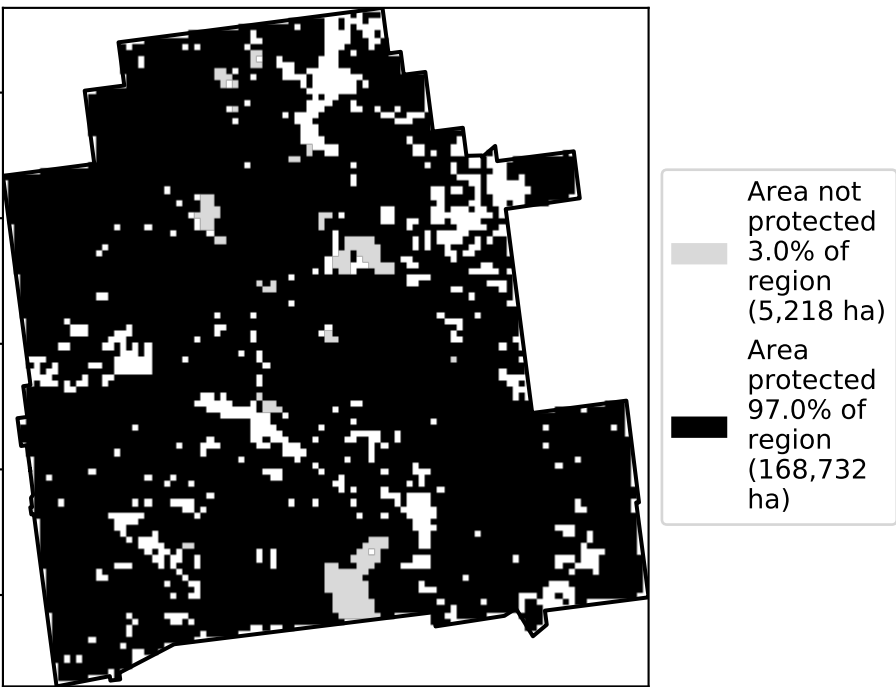 Area not
protected
3.0% of
region
(5,218 ha)
Area
protected
97.0% of
region
(168,732
ha)